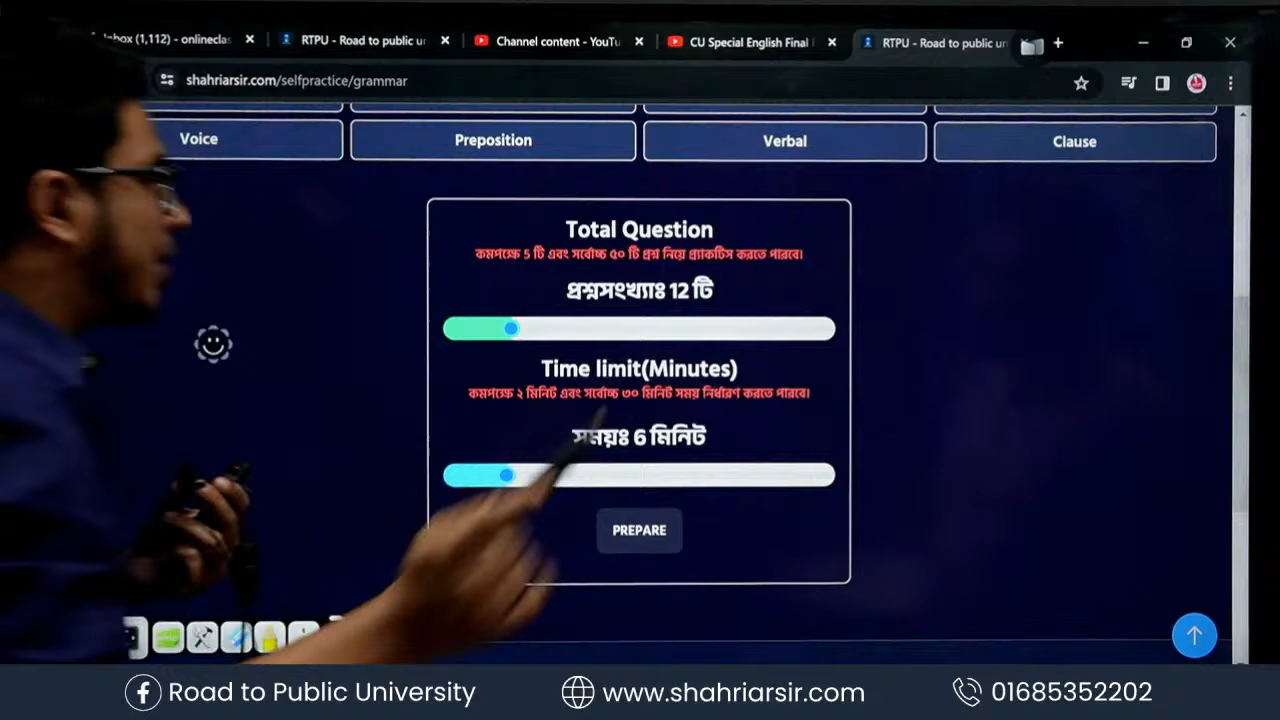 Inbox (1,112) - onlineclas
RTPU - Road to public ur
Channel content - YouTu
CU Special English Final
RTPU - Road to public un
shahriarsir.com/selfpractice/grammar
Voice
Preposition
Verbal
Clause
Total Question
কমপক্ষে 5 টি এবং সর্বোচ্চ ৫০ টি প্রশ্ন নিয়ে প্র্যাকটিস করতে পারবে।
প্রশ্নসংখ্যাঃ 12 টি
Time limit(Minutes)
কমপক্ষে ২ মিনিট এবং সর্বোচ্চ ৩০ মিনিট সময় নির্ধারণ করতে পারবে।
সময়ঃ 6 মিনিট
PREPARE
Road to Public University
www.shahriarsir.com
01685352202